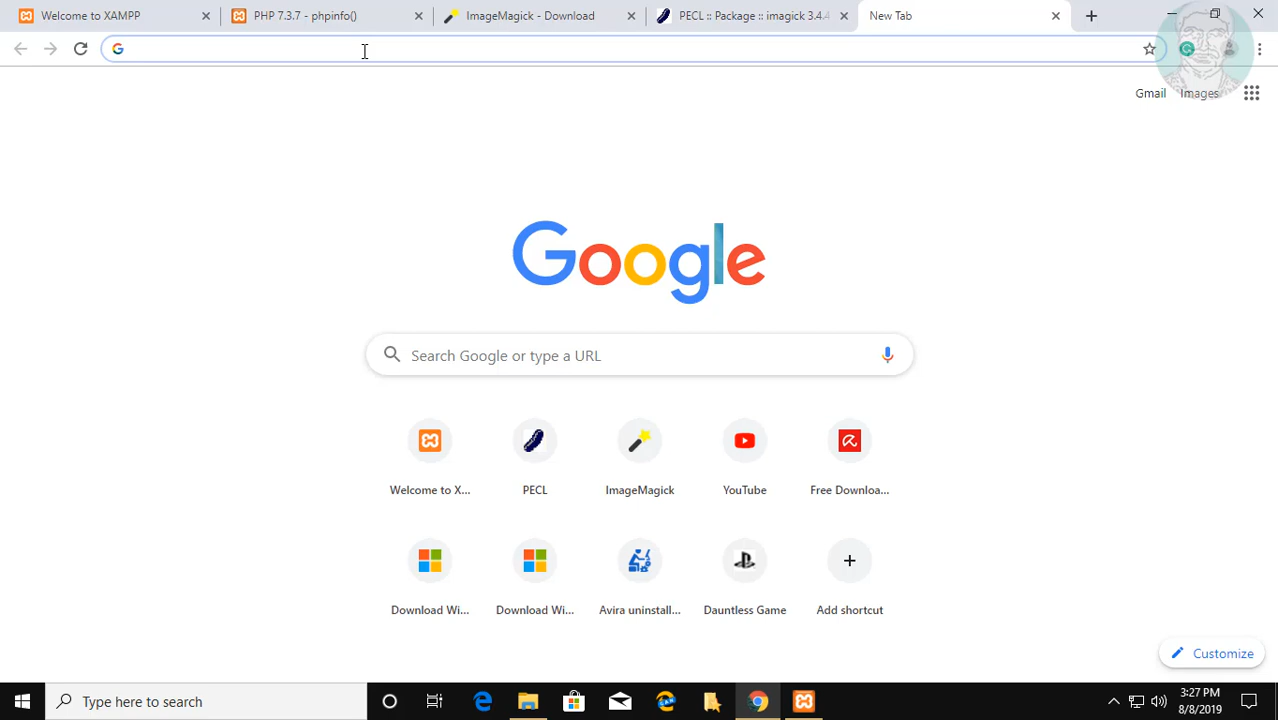 Welcome to XAMPP
PHP 7.3.7 - phpinfo()
ImageMagick - Download
PECL :: Package :: imagick 3.4.4
New Tab
Gmail
Images
Google
Search Google or type a URL
Welcome to X...
PECL
ImageMagick
YouTube
Free Downloa...
Download Wi...
Download Wi...
Avira uninstall...
Dauntless Game
Add shortcut
Customize
Type here to search
3:27 PM
8/8/2019